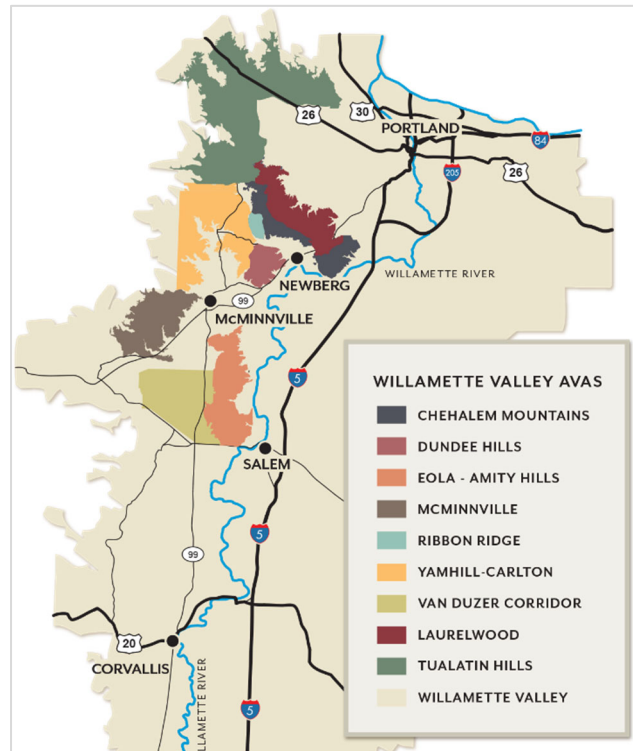 26
30
PORTLAND
84
205
26
NEWBERG
WILLAMETTE RIVER
99
McMINNVILLE
5
WILLAMETTE VALLEY AVAS
CHEHALEM MOUNTAINS
DUNDEE HILLS
EOLA - AMITY HILLS
MCMINNVILLE
RIBBON RIDGE
YAMHILL-CARLTON
VAN DUZER CORRIDOR
LAURELWOOD
TUALATIN HILLS
WILLAMETTE VALLEY
SALEM
5
99
20
CORVALLIS
LLAMETTE RIVER
5